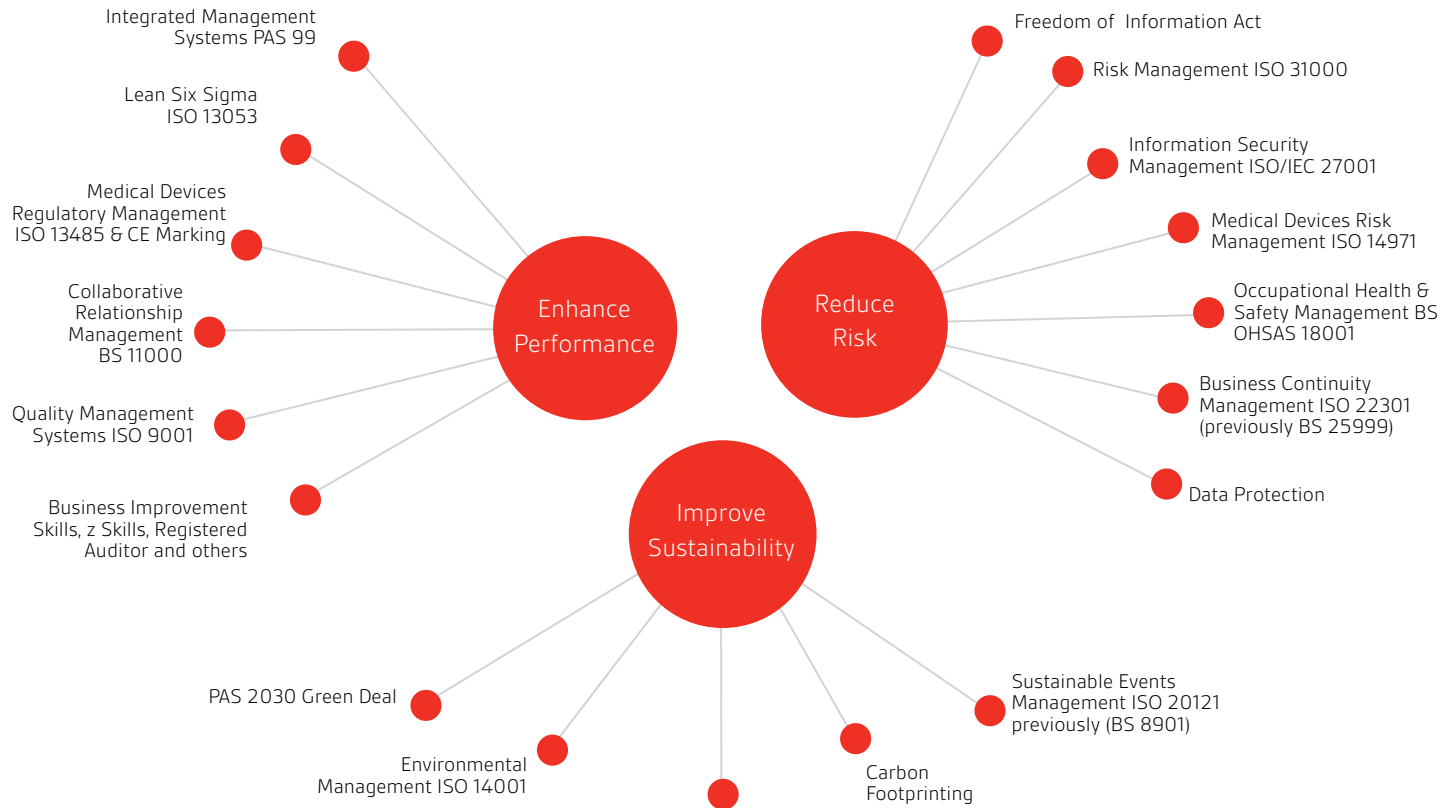 Integrated Management
Systems PAS 99
Lean Six Sigma
ISO 13053
Medical Devices
Regulatory Management
ISO 13485 & CE Marking
Collaborative
Relationship
Management
BS 11000
Quality Management
Systems ISO 9001
Business Improvement
Skills, z Skills, Registered
Auditor and others
Enhance
Performance
Freedom of Information Act
Risk Management ISO 31000
Information Security
Management ISO/IEC 27001
Medical Devices Risk
Management ISO 14971
Occupational Health &
Safety Management BS
OHSAS 18001
Business Continuity
Management ISO 22301
(previously BS 25999)
Data Protection
Reduce
Risk
Improve
Sustainability
PAS 2030 Green Deal
Environmental
Management ISO 14001
Carbon
Footprinting
Sustainable Events
Management ISO 20121
previously (BS 8901)